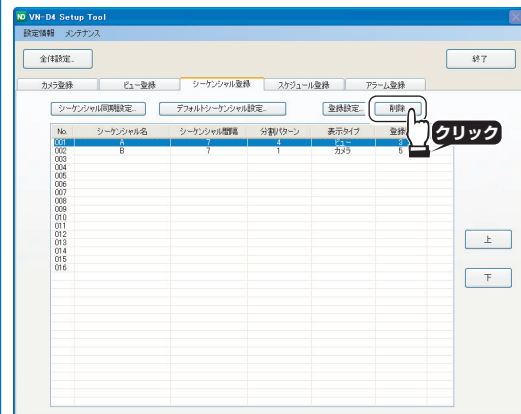 VN-D4 Setup Tool
設定情報 メンテナンス
全体設定... 終了
カメラ登録 ビュー登録 シーケンシャル登録 スケジュール登録 アラーム登録
シーケンシャル同期設定... デフォルトシーケンシャル設定... 登録設定... 削除
クリック
No. シーケンシャル名 シーケンシャル間隔 分割パターン 表示タイプ 登録
001 A 7 4 ビュー 3
002 B 7 1 カメラ 5
003
004
005
006
007
008
009
010
011
012
013
014
015
016
上
下